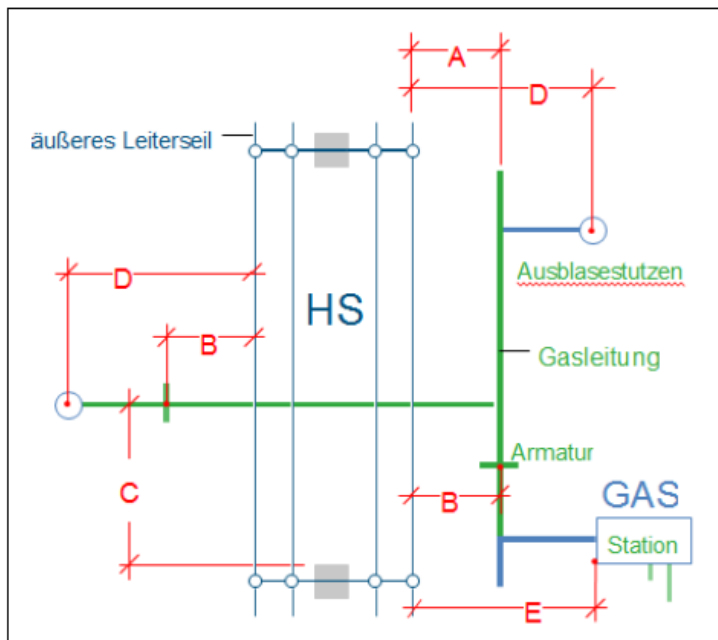 A
D
äußeres Leiterseil
Ausblasestutzen
D
HS
B
Gasleitung
Armatur
C
B
GAS
Station
E